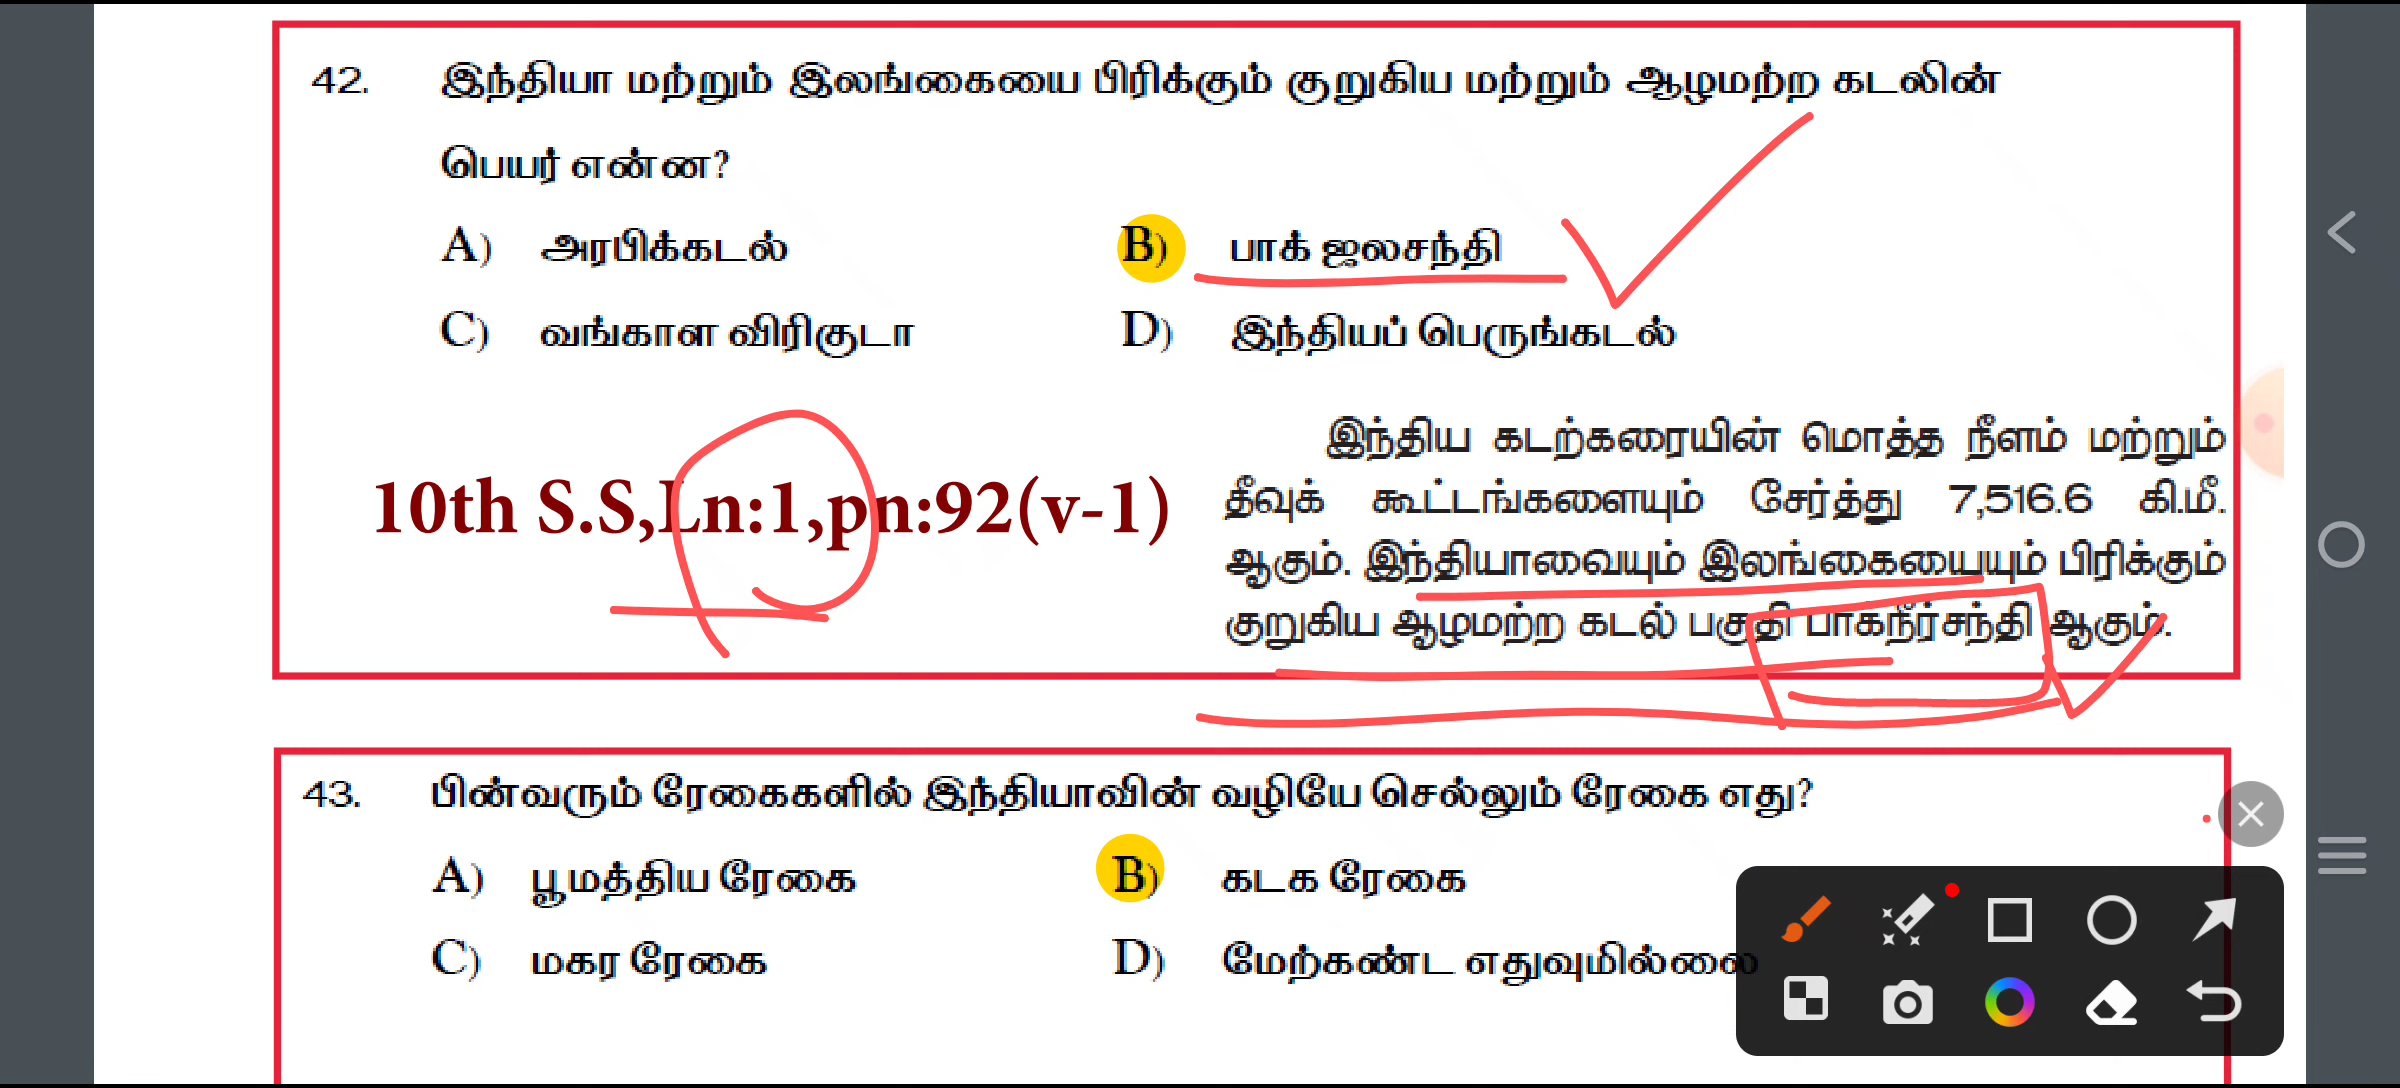 42. இந்தியா மற்றும் இலங்கையை பிரிக்கும் குறுகிய மற்றும் ஆழமற்ற கடலின்
பெயர் என்ன?
A) அரபிக்கடல் B) பாக் ஜலசந்தி
C) வங்காள விரிகுடா D) இந்தியப் பெருங்கடல்
10th S.S,Ln:1,pn:92(v-1)
இந்திய கடற்கரையின் மொத்த நீளம் மற்றும்
தீவுக் கூட்டங்களையும் சேர்த்து 7,516.6 கி.மீ.
ஆகும். இந்தியாவையும் இலங்கையையும் பிரிக்கும்
குறுகிய ஆழமற்ற கடல் பகுதி பாக்நீர்சந்தி ஆகும்.
43. பின்வரும் ரேகைகளில் இந்தியாவின் வழியே செல்லும் ரேகை எது?
A) பூமத்திய ரேகை B) கடக ரேகை
C) மகர ரேகை D) மேற்கண்ட எதுவுமில்லை